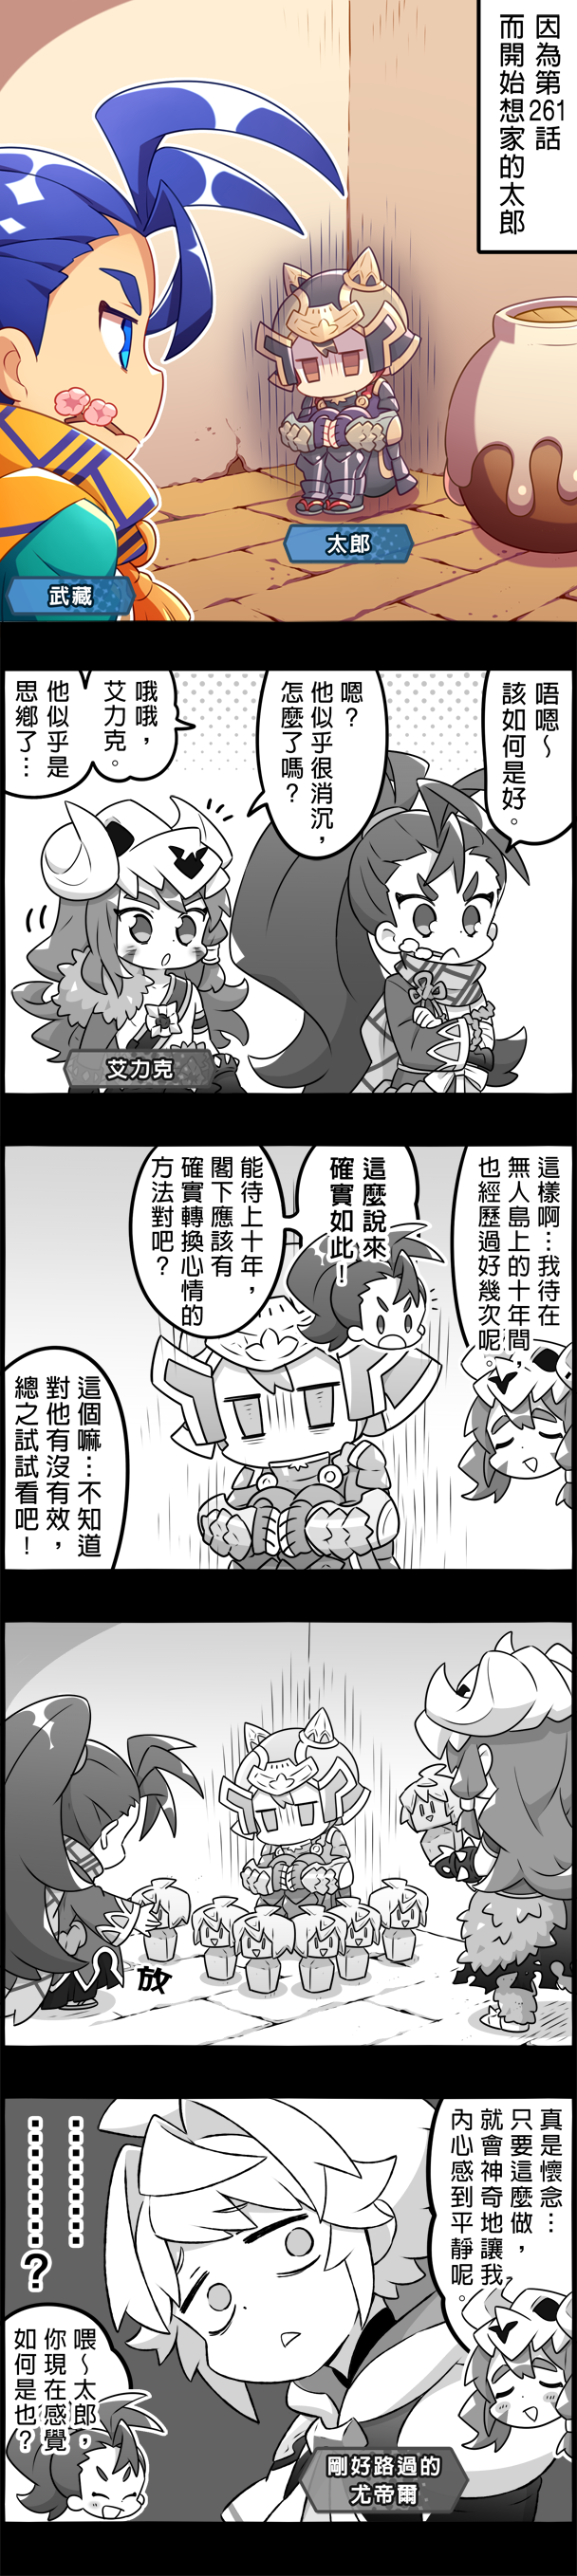 因為第261話
而開始想家的太郎
太郎
武藏
唔嗯～
該如何是好。
嗯？
他似乎很消沉，
怎麼了嗎？
哦哦，
艾力克。
他似乎是
思鄉了…
艾力克
這樣啊…我待在
無人島上的十年間，
也經歷過好幾次呢。
這麼說來
確實如此！
能待上十年，
閣下應該有
確實轉換心情的
方法對吧？
這個嘛…不知道
對他有沒有效，
總之試試看吧！
放
真是懷念…
只要這麼做，
就會神奇地讓我
內心感到平靜呢。
…………
…………？
喂～太郎，
你現在感覺
如何是也？
剛好路過的
尤帝爾